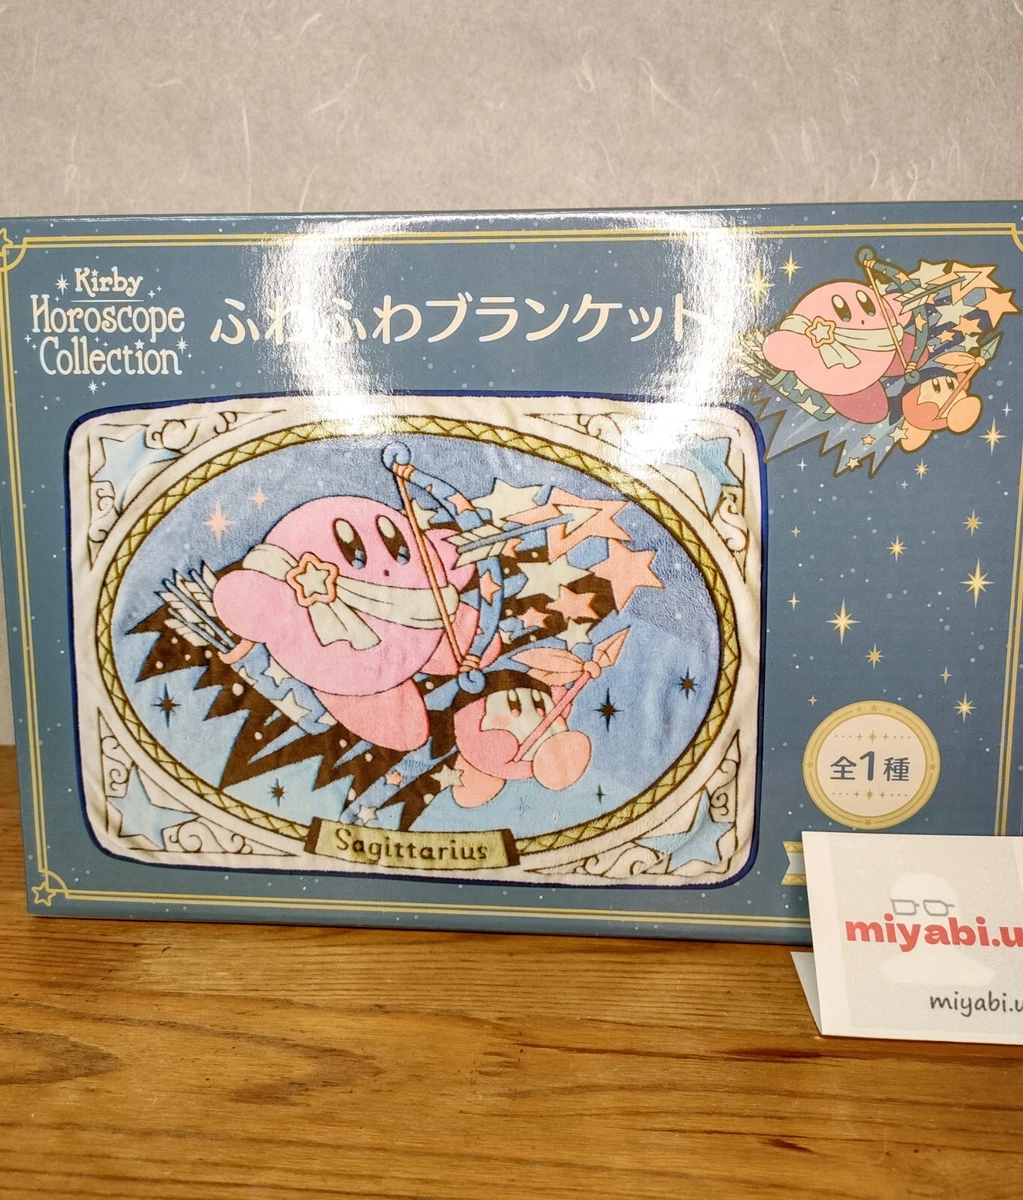 Kirby
Horoscope
Collection
ふわふわブランケット
Sagittarius
全1種
miyabi.u
miyabi.u